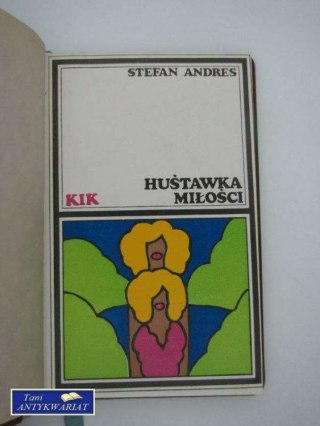 STEFAN ANDRES
HUŚTAWKA
KIK MIŁOŚCI
Tani
ANTYKWARIAT